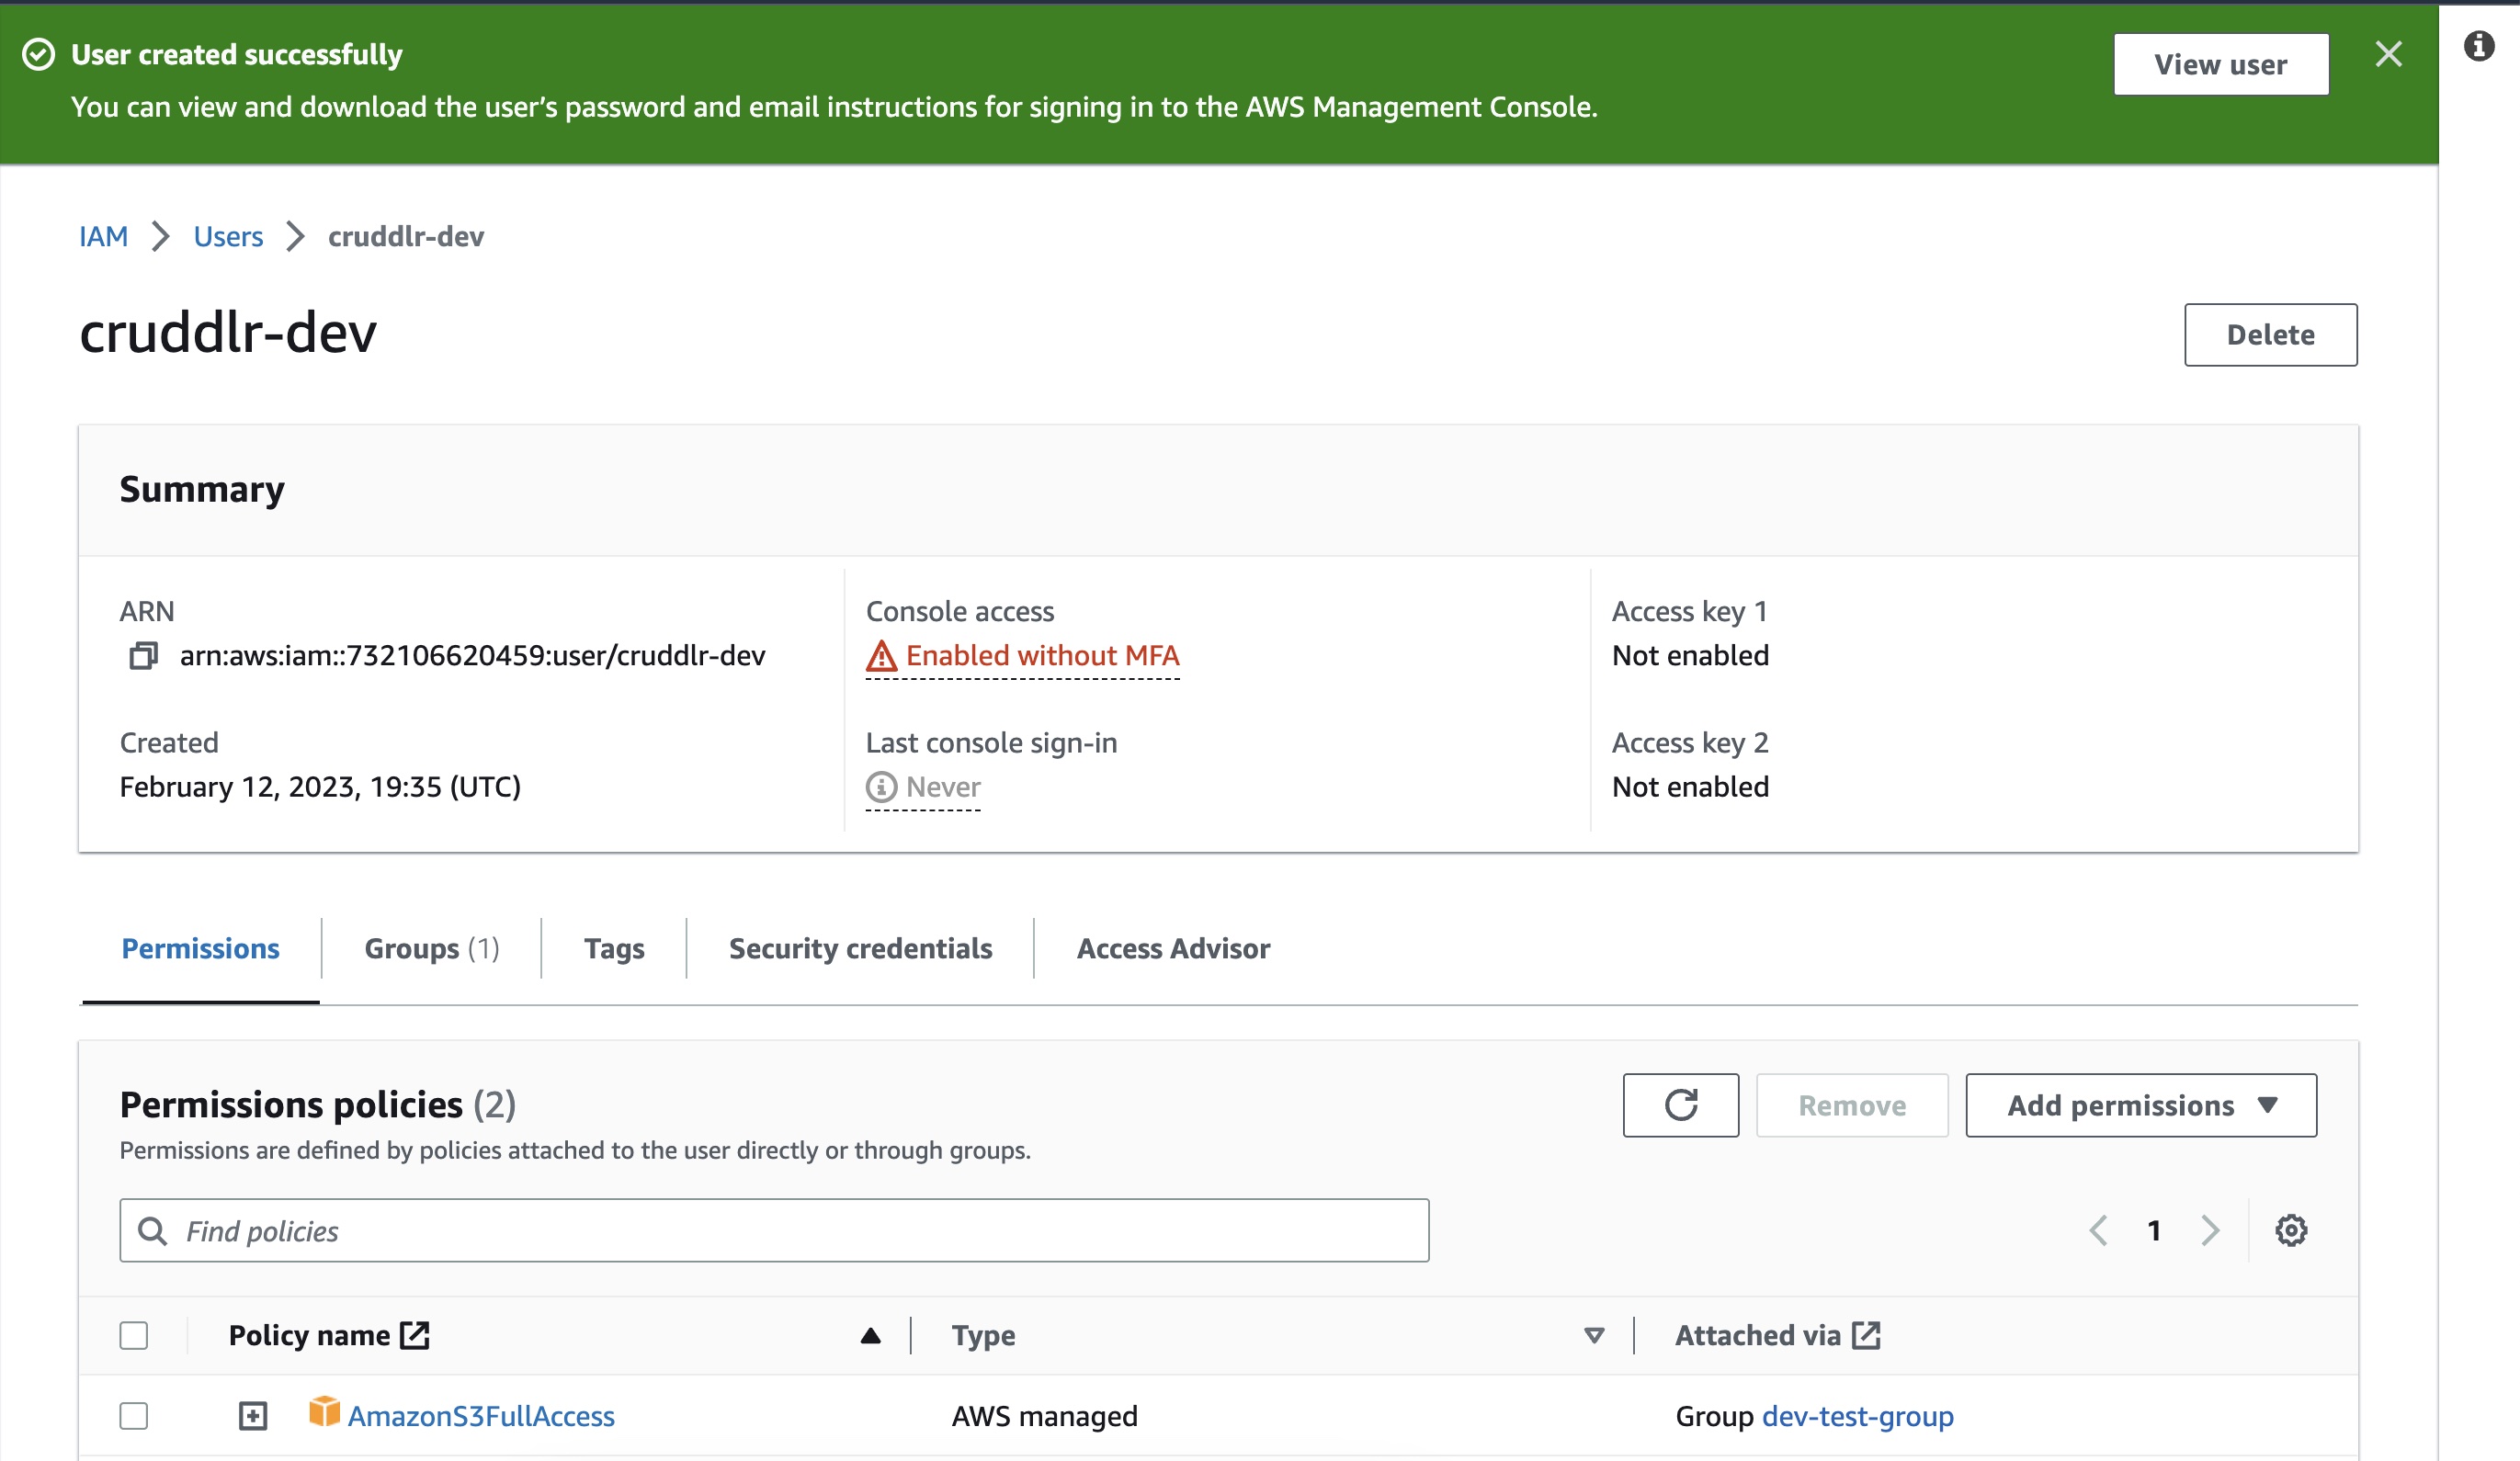 User created successfully
You can view and download the user's password and email instructions for signing in to the AWS Management Console.
View user
IAM
Users
cruddlr-dev
cruddlr-dev
Delete
Summary
ARN
arn:aws:iam::732106620459:user/cruddlr-dev
Created
February 12, 2023, 19:35 (UTC)
Console access
Enabled without MFA
Last console sign-in
Never
Access key 1
Not enabled
Access key 2
Not enabled
Permissions
Groups (1)
Tags
Security credentials
Access Advisor
Permissions policies (2)
Permissions are defined by policies attached to the user directly or through groups.
Remove
Add permissions
Find policies
1
Policy name
Type
Attached via
AmazonS3FullAccess
AWS managed
Group dev-test-group